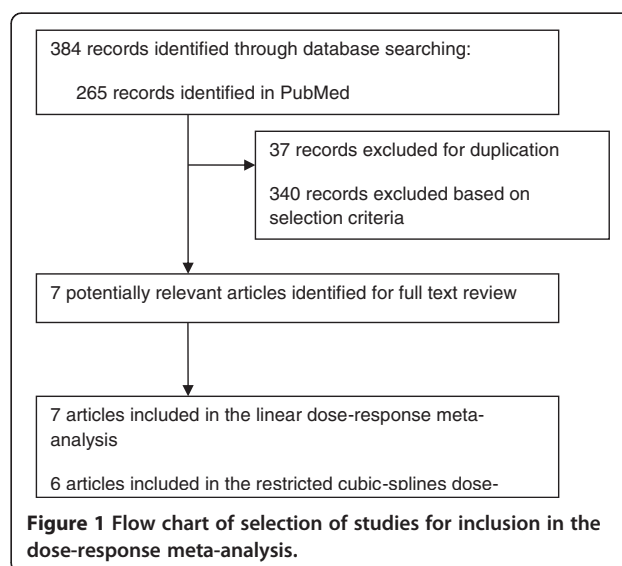 384 records identified through database searching:
265 records identified in PubMed
37 records excluded for duplication
340 records excluded based on
selection criteria
7 potentially relevant articles identified for full text review
7 articles included in the linear dose-response meta-
analysis
6 articles included in the restricted cubic-splines dose-
Figure 1 Flow chart of selection of studies for inclusion in the
dose-response meta-analysis.